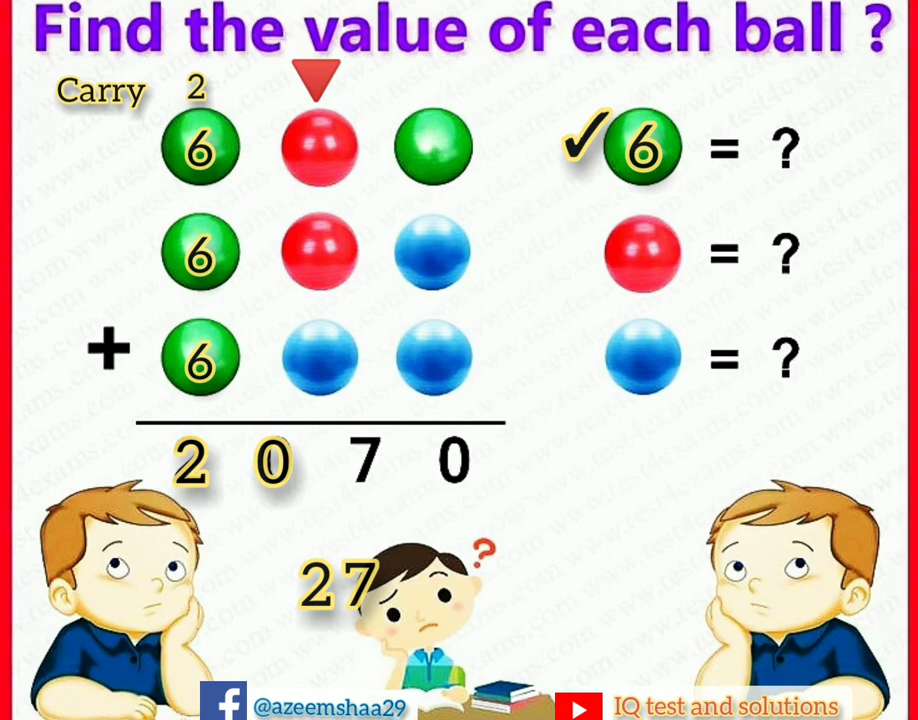 Find the value of each ball ?
Carry 2
6 ✓ 6 = ?
6 = ?
+ 6 = ?
2 0 7 0
?
27
@azeemshaa29 IQ test and solutions